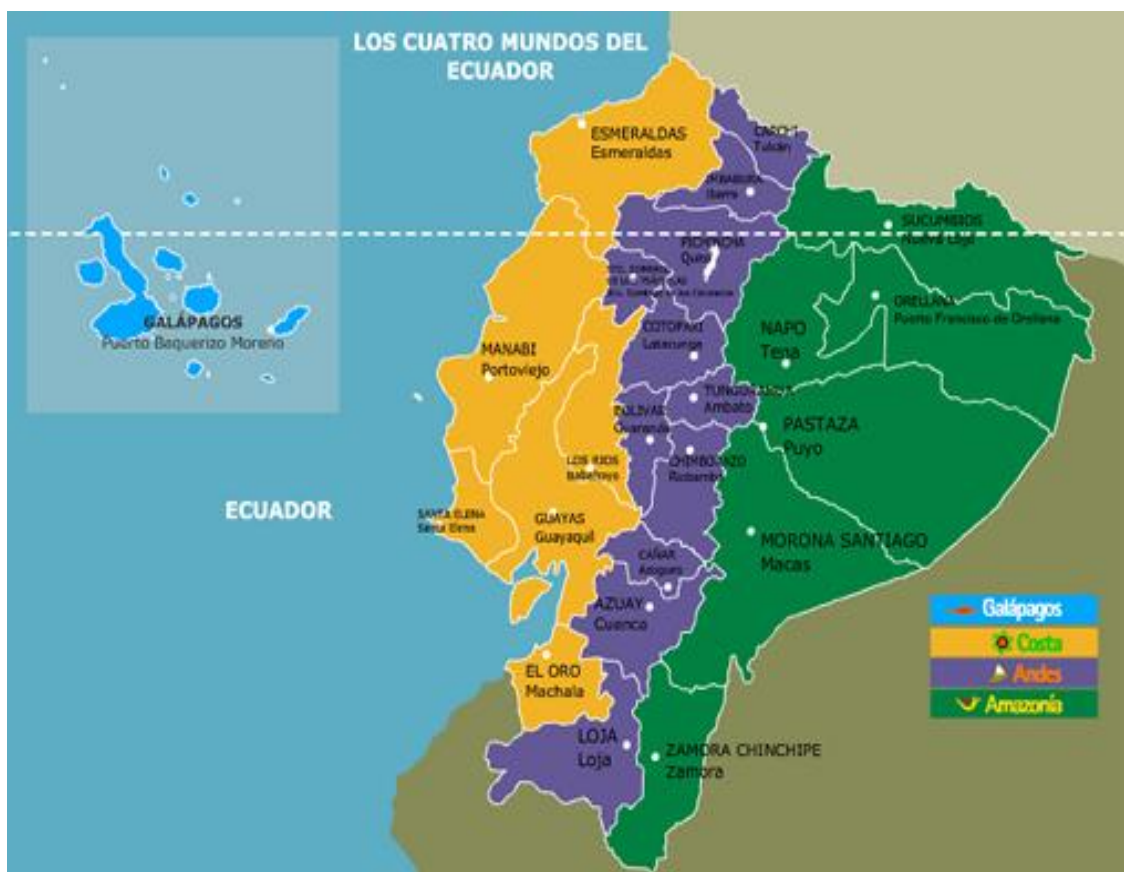 LOS CUATRO MUNDOS DEL
ECUADOR
ESMERALDAS
Esmeraldas
CARCHI
Tulcán
IMBABURA
Ibarra
SUCUMBIOS
Nueva Loja
PICHINCHA
Quito
ORELLANA
Puerto Francisco de Orellana
GALÁPAGOS
Puerto Baquerizo Moreno
COTOPAXI
Latacunga
NAPO
Tena
MANABI
Portoviejo
TUNGURAHUA
Ambato
BOLIVAR
Guaranda
PASTAZA
Puyo
LOS RIOS
Babahoyo
CHIMBORAZO
Riobamba
ECUADOR
SANTA ELENA
Santa Elena
GUAYAS
Guayaquil
MORONA SANTIAGO
Macas
CAÑAR
Azogues
AZUAY
Cuenca
Galápagos
Costa
Andes
Amazonía
EL ORO
Machala
LOJA
Loja
ZAMORA CHINCHIPE
Zamora